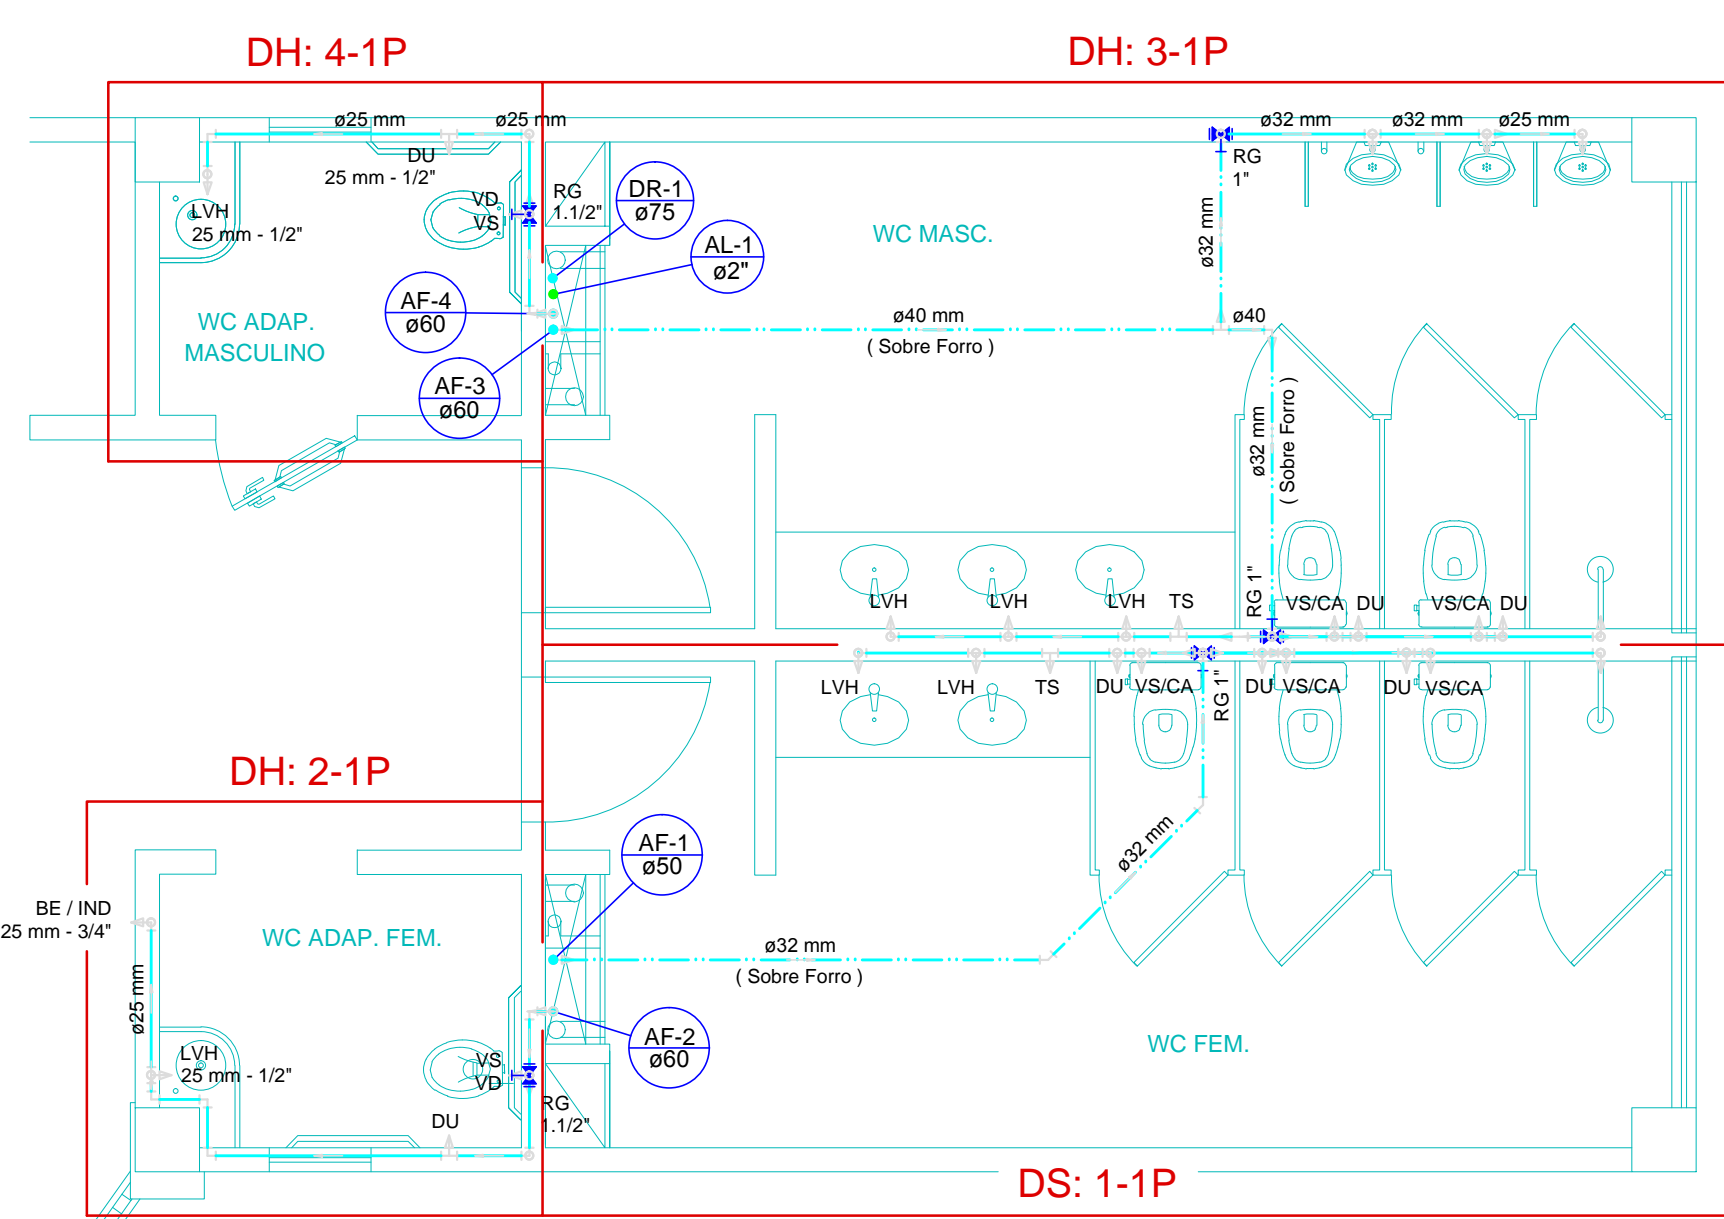 DH: 4-1P
DH: 3-1P
ø25 mm
ø25 mm
DU
25 mm - 1/2"
LVH
25 mm - 1/2"
VD
VS
RG
1.1/2"
DR-1
ø75
AL-1
ø2"
AF-4
ø60
AF-3
ø60
WC ADAP.
MASCULINO
WC MASC.
ø32 mm
ø32 mm
ø25 mm
RG
1"
ø32 mm
ø40 mm
( Sobre Forro )
ø40
ø32 mm
( Sobre Forro )
RG 1"
LVH
LVH
LVH
TS
VS/CA
DU
VS/CA
DU
LVH
LVH
TS
DU
VS/CA
RG 1"
DU
VS/CA
DU
VS/CA
DH: 2-1P
AF-1
ø50
ø32 mm
BE / IND
25 mm - 3/4"
WC ADAP. FEM.
ø32 mm
( Sobre Forro )
ø25 mm
AF-2
ø60
WC FEM.
LVH
25 mm - 1/2"
VS
VD
RG
1.1/2"
DU
DS: 1-1P